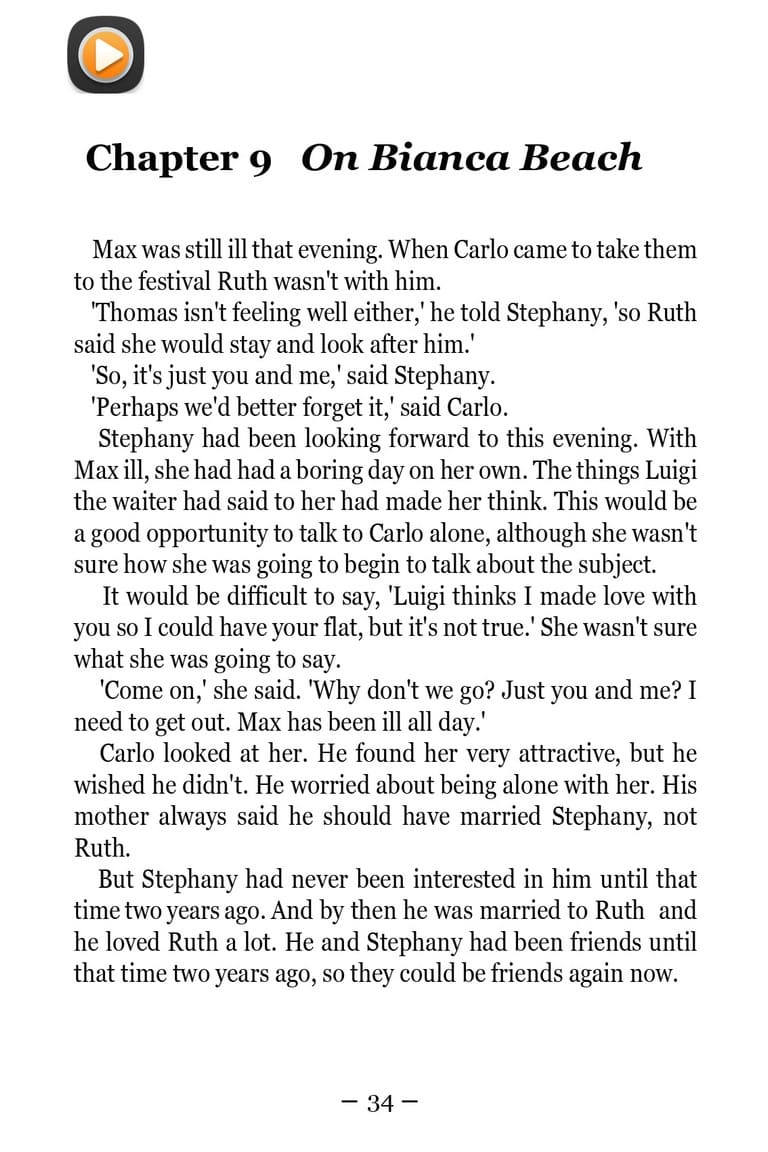 Chapter 9 On Bianca Beach
Max was still ill that evening. When Carlo came to take them
to the festival Ruth wasn't with him.
'Thomas isn't feeling well either,' he told Stephany, 'so Ruth
said she would stay and look after him.'
'So, it's just you and me,' said Stephany.
'Perhaps we'd better forget it,' said Carlo.
Stephany had been looking forward to this evening. With
Max ill, she had had a boring day on her own. The things Luigi
the waiter had said to her had made her think. This would be
a good opportunity to talk to Carlo alone, although she wasn't
sure how she was going to begin to talk about the subject.
It would be difficult to say, 'Luigi thinks I made love with
you so I could have your flat, but it's not true.' She wasn't sure
what she was going to say.
'Come on,' she said. 'Why don't we go? Just you and me? I
need to get out. Max has been ill all day.'
Carlo looked at her. He found her very attractive, but he
wished he didn't. He worried about being alone with her. His
mother always said he should have married Stephany, not
Ruth.
But Stephany had never been interested in him until that
time two years ago. And by then he was married to Ruth and
he loved Ruth a lot. He and Stephany had been friends until
that time two years ago, so they could be friends again now.
– 34 –